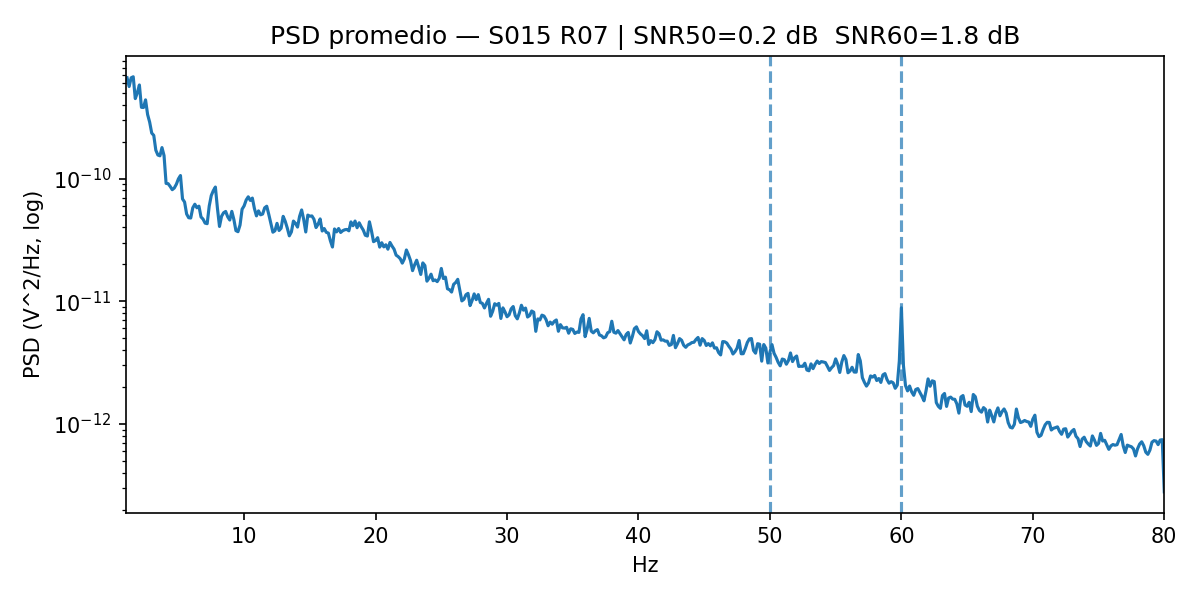 PSD promedio — S015 R07 | SNR50=0.2 dB  SNR60=1.8 dB
PSD (V^2/Hz, log)
10^-10
10^-11
10^-12
10 20 30 40 50 60 70 80
Hz